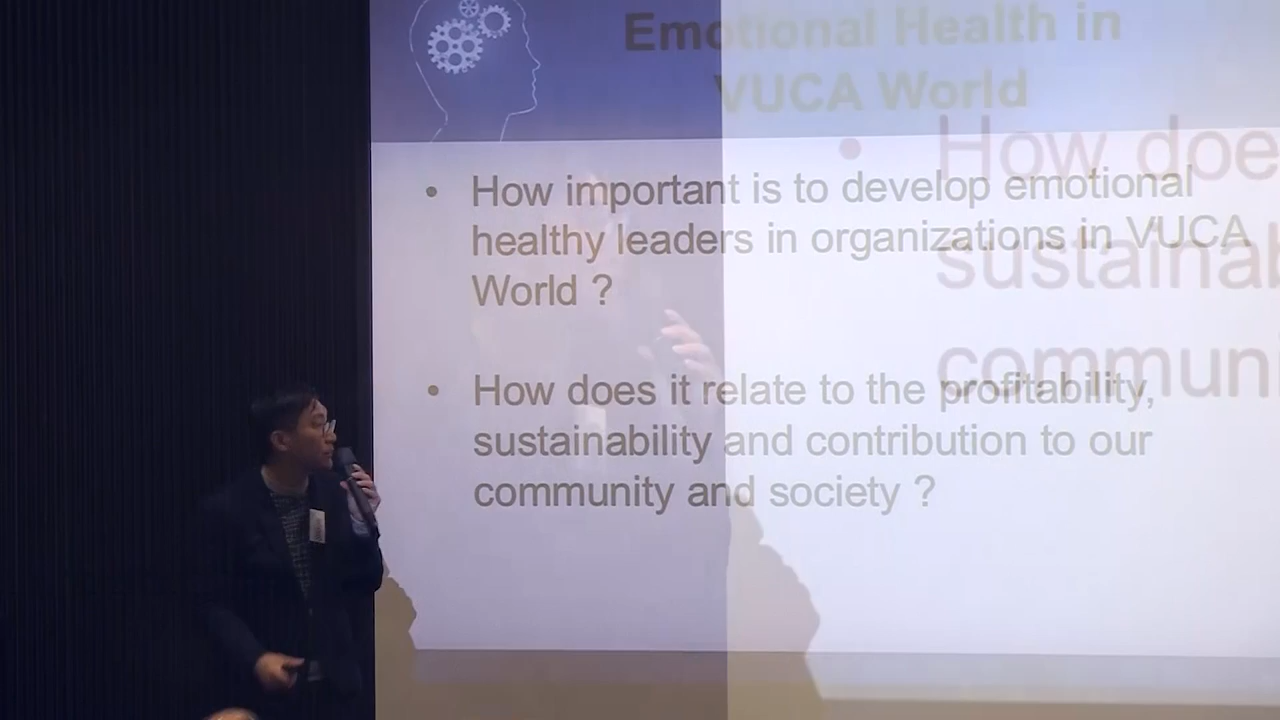 Emotional Health in
VUCA World
• How important is to develop emotional
healthy leaders in organizations in VUCA
World ?
• How does it relate to the profitability,
sustainability and contribution to our
community and society ?
• How doe
sustainab
communi